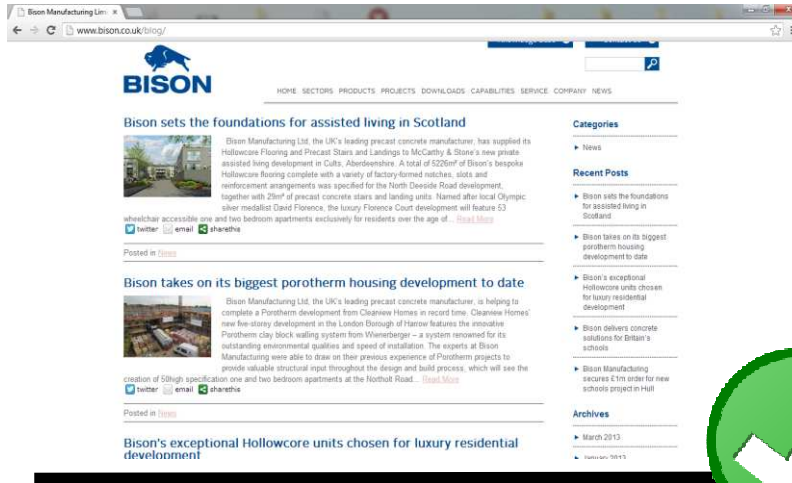 Bison Manufacturing Lim
www.bison.co.uk/blog/
BISON
HOME SECTORS PRODUCTS PROJECTS DOWNLOADS CAPABILITIES SERVICE COMPANY NEWS
Bison sets the foundations for assisted living in Scotland
Bison Manufacturing Ltd, the UK's leading precast concrete manufacturer, has supplied its
Hollowcore Flooring and Precast Stairs and Landings to McCarthy & Stone's new private
assisted living development in Cults, Aberdeenshire. A total of 5226m² of Bison's bespoke
Hollowcore flooring complete with a variety of factory-formed notches, slots and
reinforcement arrangements was specified for the North Deeside Road development,
together with 29m³ of precast concrete stairs and landing units. Named after local Olympic
silver medallist David Florence, the luxury Florence Court development will feature 53
wheelchair accessible one and two bedroom apartments exclusively for residents over the age of... Read More
twitter email sharethis
Posted in News
Bison takes on its biggest porotherm housing development to date
Bison Manufacturing Ltd, the UK's leading precast concrete manufacturer, is helping to
complete a Porotherm development from Clearview Homes in record time. Clearview Homes'
new five-storey development in the London Borough of Harrow features the innovative
Porotherm clay block walling system from Wienerberger – a system renowned for its
outstanding environmental qualities and speed of installation. The experts at Bison
Manufacturing were able to draw on their previous experience of Porotherm projects to
provide valuable structural input throughout the design and build process, which will see the
creation of 50high specification one and two bedroom apartments at the Northolt Road... Read More
twitter email sharethis
Posted in News
Bison's exceptional Hollowcore units chosen for luxury residential
development
Categories
News
Recent Posts
Bison sets the foundations
for assisted living in
Scotland
Bison takes on its biggest
porotherm housing
development to date
Bison's exceptional
Hollowcore units chosen
for luxury residential
development
Bison delivers concrete
solutions for Britain's
schools
Bison Manufacturing
secures £1m order for new
schools project in Hull
Archives
March 2013
January 2013